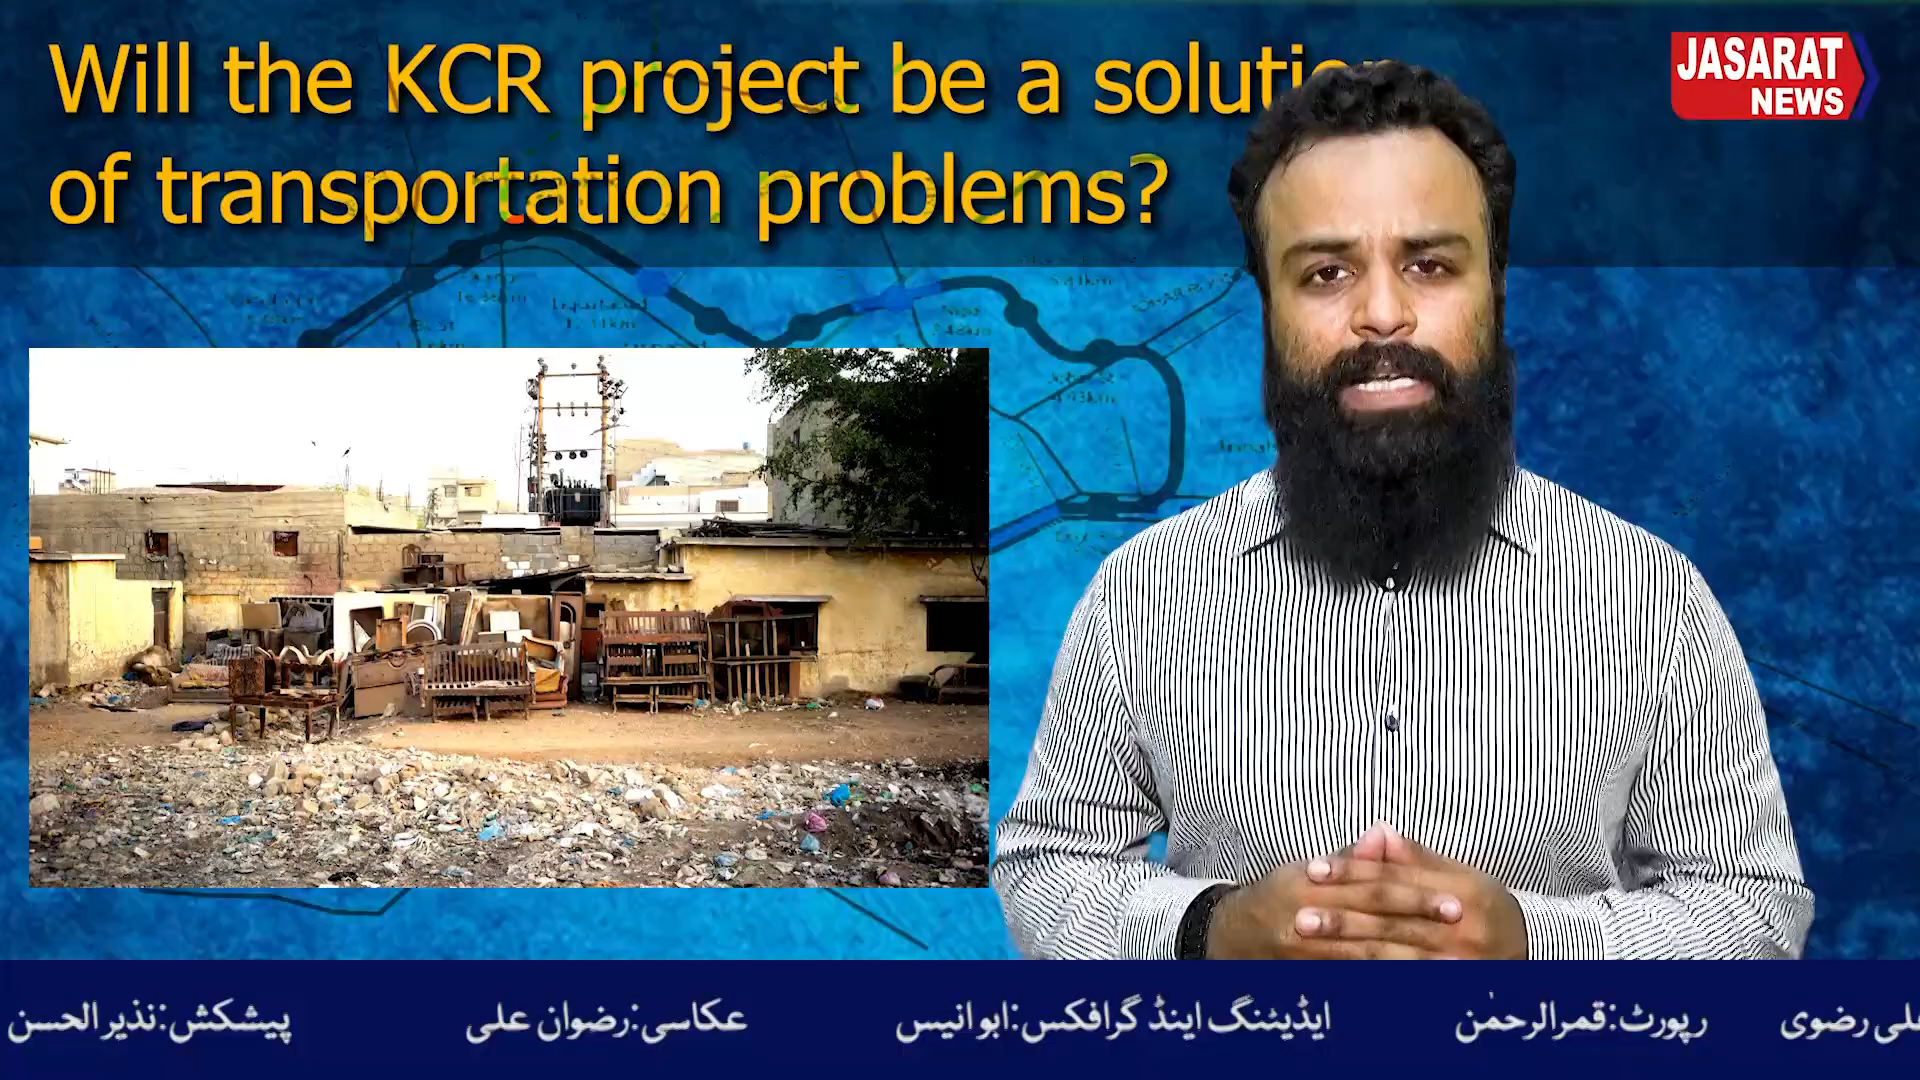 Will the KCR project be a solution
of transportation problems?
JASARAT
NEWS
علی رضوی
رپورٹ:قمرالرحمٰن
ایڈیٹنگ اینڈ گرافکس:ابوانیس
عکاسی:رضوان علی
پیشکش:نذیرالحسن